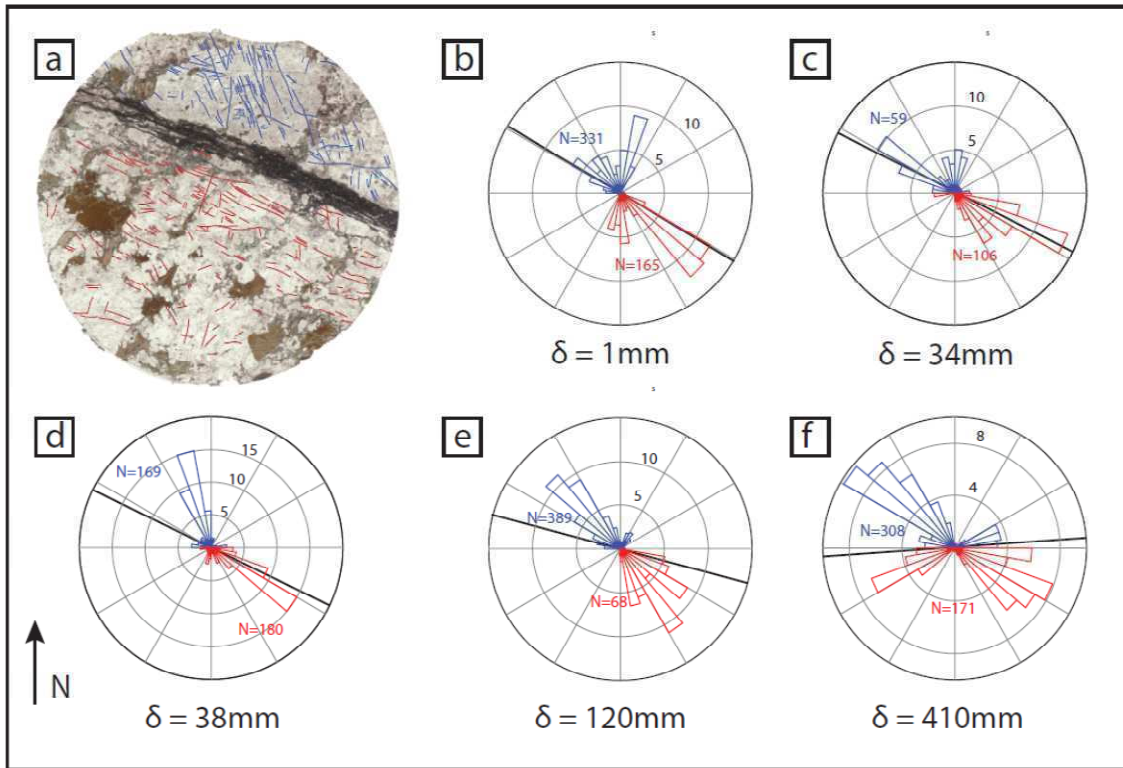 a
b
s
10
5
N=331
N=165
δ = 1mm
c
s
10
5
N=59
N=106
δ = 34mm
d
15
10
5
N=169
N=180
δ = 38mm
e
s
10
5
N=389
N=68
δ = 120mm
f
8
4
N=308
N=171
δ = 410mm
N